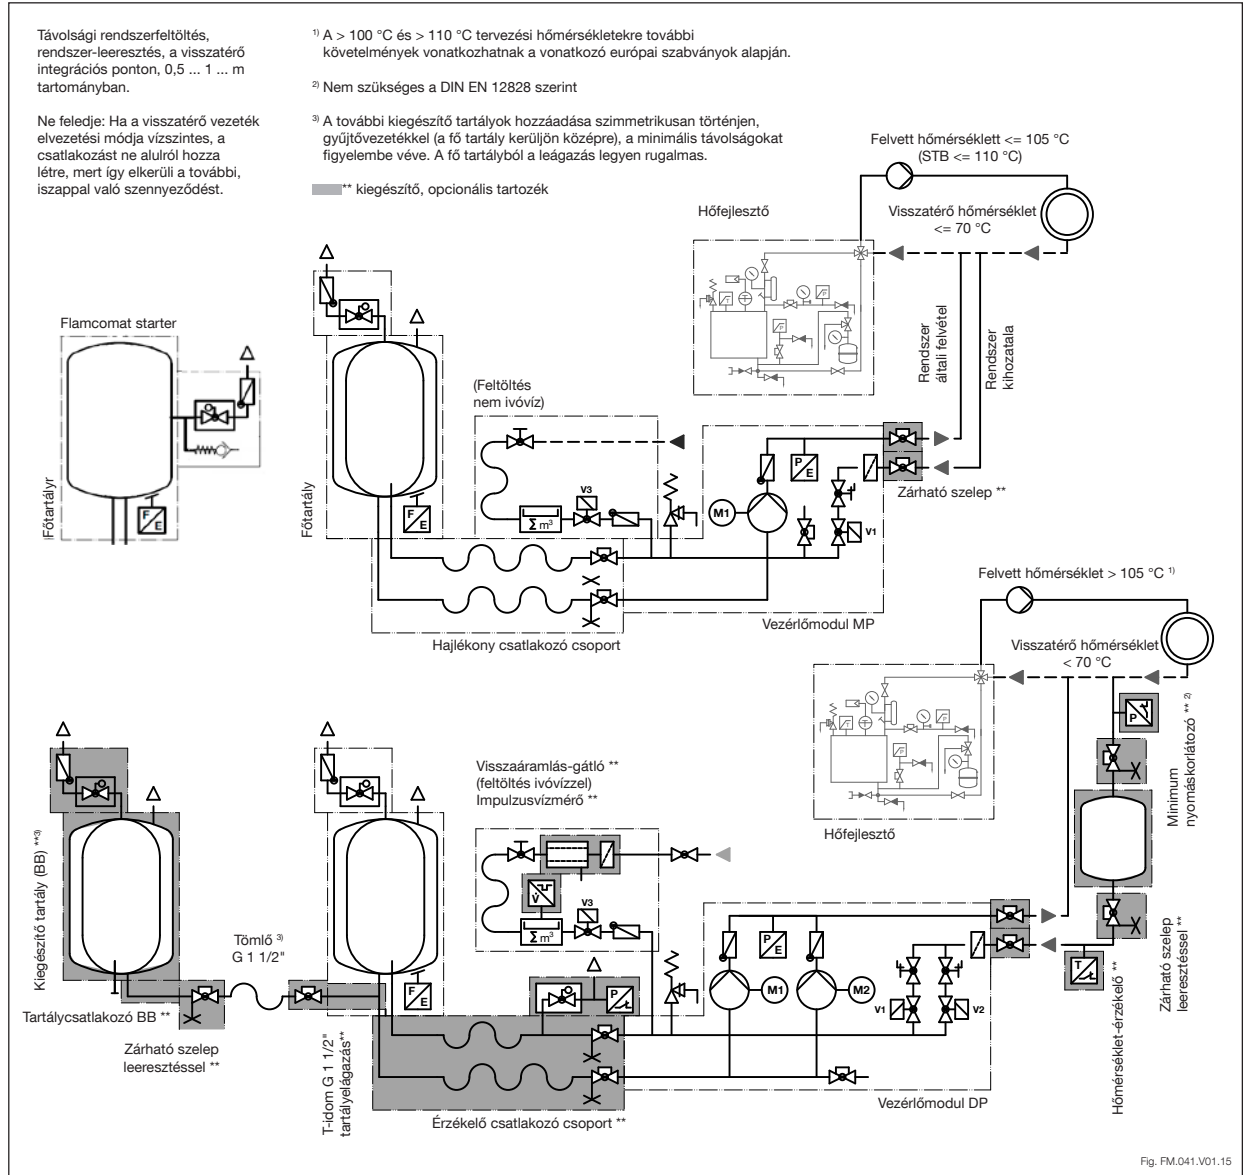 Távolsági rendszerfeltöltés,
rendszer-leeresztés, a visszatérő
integrációs ponton, 0,5 ... 1 ... m
tartományban.
Ne feledje: Ha a visszatérő vezeték
elvezetési módja vízszintes, a
csatlakozást ne alulról hozza
létre, mert így elkerüli a további,
iszappal való szennyeződést.
1) A > 100 °C és > 110 °C tervezési hőmérsékletekre további
követelmények vonatkozhatnak a vonatkozó európai szabványok alapján.
2) Nem szükséges a DIN EN 12828 szerint
3) A további kiegészítő tartályok hozzáadása szimmetrikusan történjen,
gyűjtővezetékkel (a fő tartály kerüljön középre), a minimális távolságokat
figyelembe véve. A fő tartályból a leágazás legyen rugalmas.
** kiegészítő, opcionális tartozék
Felvett hőmérséklett <= 105 °C
(STB <= 110 °C)
Hőfejlesztő
Visszatérő hőmérséklet
<= 70 °C
Rendszer
általi felvétel
Rendszer
kihozatala
Flamcomat starter
Főtartályr
F
E
Főtartály
F
E
(Feltöltés
nem ivóvíz)
V3
Σ m³
M1
P
E
V1
Zárható szelep **
Vezérlőmodul MP
Hajlékony csatlakozó csoport
Felvett hőmérséklet > 105 °C 1)
Visszatérő hőmérséklet
< 70 °C
Hőfejlesztő
P
Minimum
nyomáskorlátozó ** 2)
Zárható szelep
leeresztéssel **
T
Hőmérséklet-érzékelő **
Kiegészítő tartály (BB) **3)
Tartálycsatlakozó BB **
Zárható szelep
leeresztéssel **
Tömlő 3)
G 1 1/2"
T-idom G 1 1/2"
tartályelágazás**
F
E
Visszaáramlás-gátló **
(feltöltés ivóvízzel)
Impulzusvízmérő **
V
V3
Σ m³
P
P
E
M1
M2
V1
V2
Vezérlőmodul DP
Érzékelő csatlakozó csoport **
Fig. FM.041.V01.15